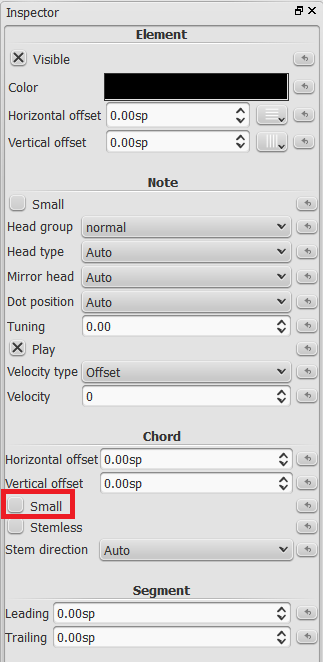 Inspector
Element
Visible
Color
Horizontal offset 0.00sp
Vertical offset 0.00sp
Note
Small
Head group normal
Head type Auto
Mirror head Auto
Dot position Auto
Tuning 0.00
Play
Velocity type Offset
Velocity 0
Chord
Horizontal offset 0.00sp
Vertical offset 0.00sp
Small
Stemless
Stem direction Auto
Segment
Leading 0.00sp
Trailing 0.00sp